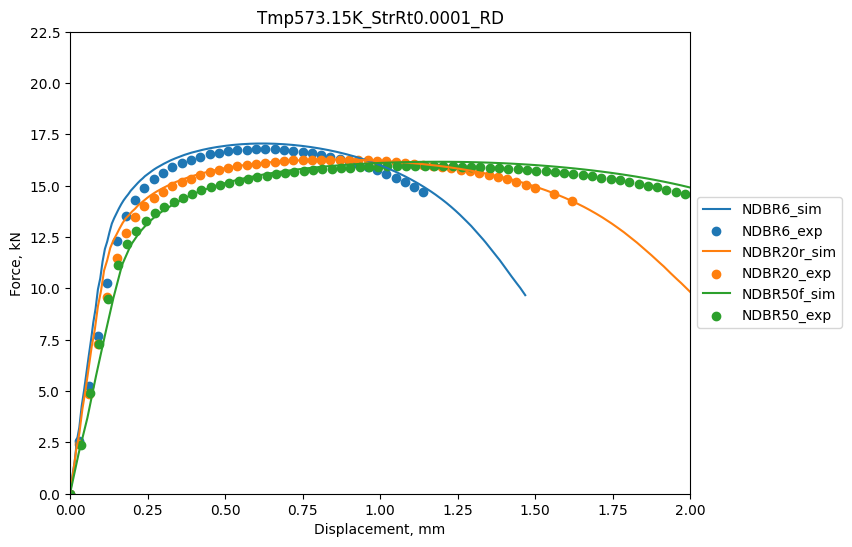 Tmp573.15K_StrRt0.0001_RD
22.5
20.0
17.5
15.0
12.5
10.0
7.5
5.0
2.5
0.0
Force, kN
0.00 0.25 0.50 0.75 1.00 1.25 1.50 1.75 2.00
Displacement, mm
NDBR6_sim
NDBR6_exp
NDBR20r_sim
NDBR20_exp
NDBR50f_sim
NDBR50_exp